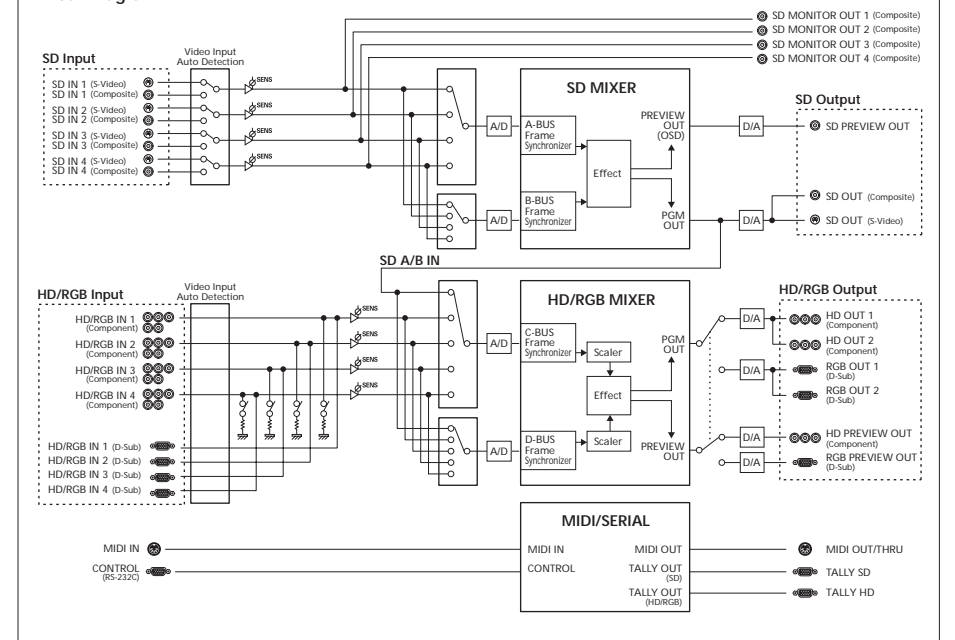 SD MONITOR OUT 1 (Composite)
SD MONITOR OUT 2 (Composite)
SD MONITOR OUT 3 (Composite)
SD MONITOR OUT 4 (Composite)
SD Input
Video Input
Auto Detection
SD IN 1 (S-Video)
SD IN 1 (Composite)
SD IN 2 (S-Video)
SD IN 2 (Composite)
SD IN 3 (S-Video)
SD IN 3 (Composite)
SD IN 4 (S-Video)
SD IN 4 (Composite)
SENS
SENS
SENS
SENS
A/D
A/D
SD MIXER
A-BUS
Frame
Synchronizer
B-BUS
Frame
Synchronizer
Effect
PREVIEW
OUT
(OSD)
PGM
OUT
D/A
D/A
SD Output
SD PREVIEW OUT
SD OUT (Composite)
SD OUT (S-Video)
SD A/B IN
HD/RGB Input
Video Input
Auto Detection
HD/RGB IN 1
(Component)
HD/RGB IN 2
(Component)
HD/RGB IN 3
(Component)
HD/RGB IN 4
(Component)
HD/RGB IN 1 (D-Sub)
HD/RGB IN 2 (D-Sub)
HD/RGB IN 3 (D-Sub)
HD/RGB IN 4 (D-Sub)
SENS
SENS
SENS
SENS
A/D
A/D
HD/RGB MIXER
C-BUS
Frame
Synchronizer
Scaler
Effect
D-BUS
Frame
Synchronizer
Scaler
PGM
OUT
PREVIEW
OUT
D/A
D/A
D/A
D/A
HD/RGB Output
HD OUT 1
(Component)
HD OUT 2
(Component)
RGB OUT 1
(D-Sub)
RGB OUT 2
(D-Sub)
HD PREVIEW OUT
(Component)
RGB PREVIEW OUT
(D-Sub)
MIDI/SERIAL
MIDI IN
CONTROL
(RS-232C)
MIDI IN
CONTROL
MIDI OUT
TALLY OUT
(SD)
TALLY OUT
(HD/RGB)
MIDI OUT/THRU
TALLY SD
TALLY HD